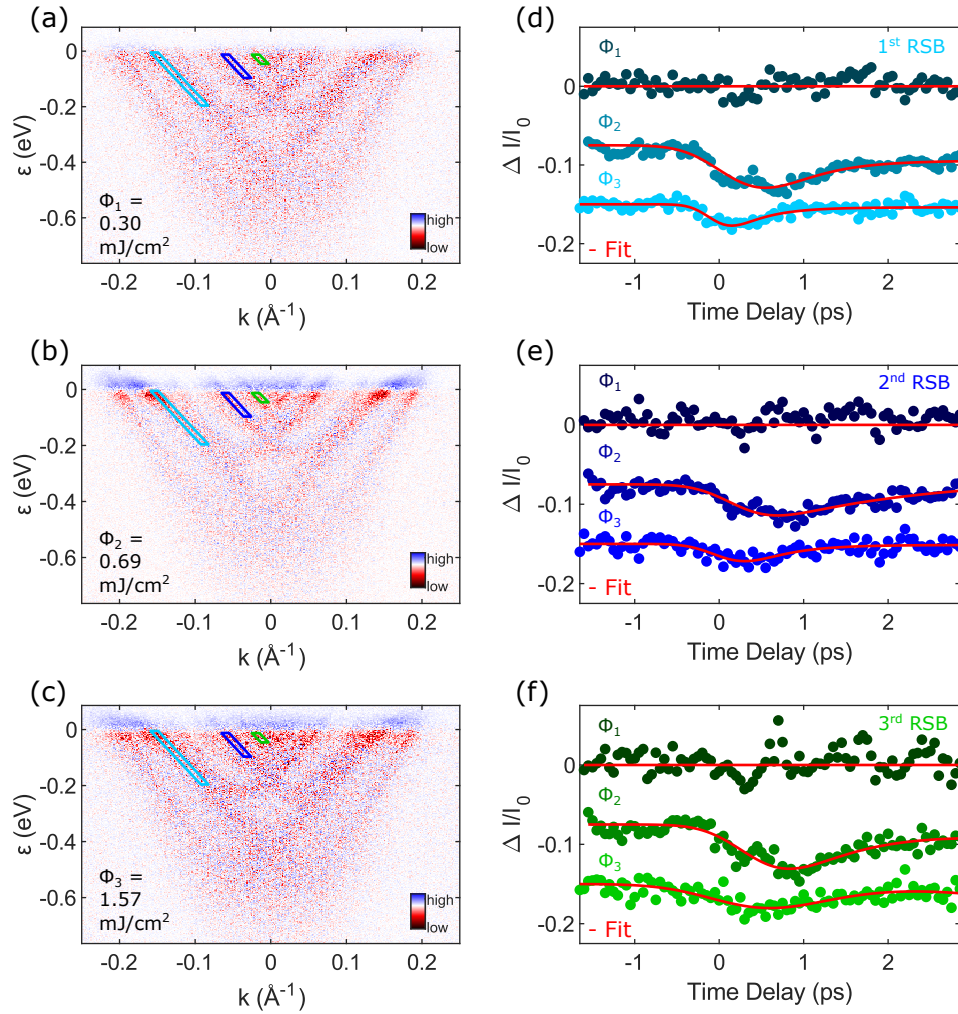 (a)
ε (eV)
0
-0.2
-0.4
-0.6
Φ1 =
0.30
mJ/cm²
high
low
-0.2 -0.1 0 0.1 0.2
k (Å⁻¹)
(d)
Δ I/I₀
0
-0.1
-0.2
Φ₁
1st RSB
Φ₂
Φ₃
- Fit
-1 0 1 2
Time Delay (ps)
(b)
ε (eV)
0
-0.2
-0.4
-0.6
Φ₂ =
0.69
mJ/cm²
high
low
-0.2 -0.1 0 0.1 0.2
k (Å⁻¹)
(e)
Δ I/I₀
0
-0.1
-0.2
Φ₁
2nd RSB
Φ₂
Φ₃
- Fit
-1 0 1 2
Time Delay (ps)
(c)
ε (eV)
0
-0.2
-0.4
-0.6
Φ₃ =
1.57
mJ/cm²
high
low
-0.2 -0.1 0 0.1 0.2
k (Å⁻¹)
(f)
Δ I/I₀
0
-0.1
-0.2
Φ₁
3rd RSB
Φ₂
Φ₃
- Fit
-1 0 1 2
Time Delay (ps)